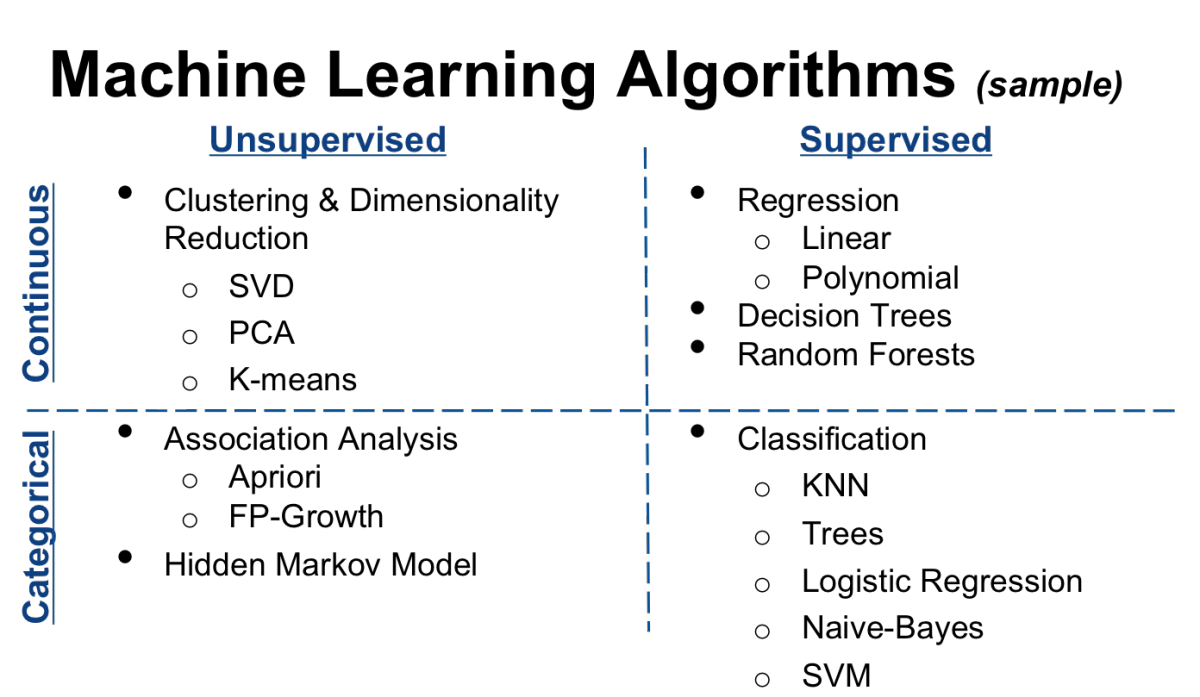 Machine Learning Algorithms (sample)
Unsupervised
Supervised
Continuous
• Clustering & Dimensionality
Reduction
o SVD
o PCA
o K-means
• Regression
o Linear
o Polynomial
• Decision Trees
• Random Forests
Categorical
• Association Analysis
o Apriori
o FP-Growth
• Hidden Markov Model
• Classification
o KNN
o Trees
o Logistic Regression
o Naive-Bayes
o SVM